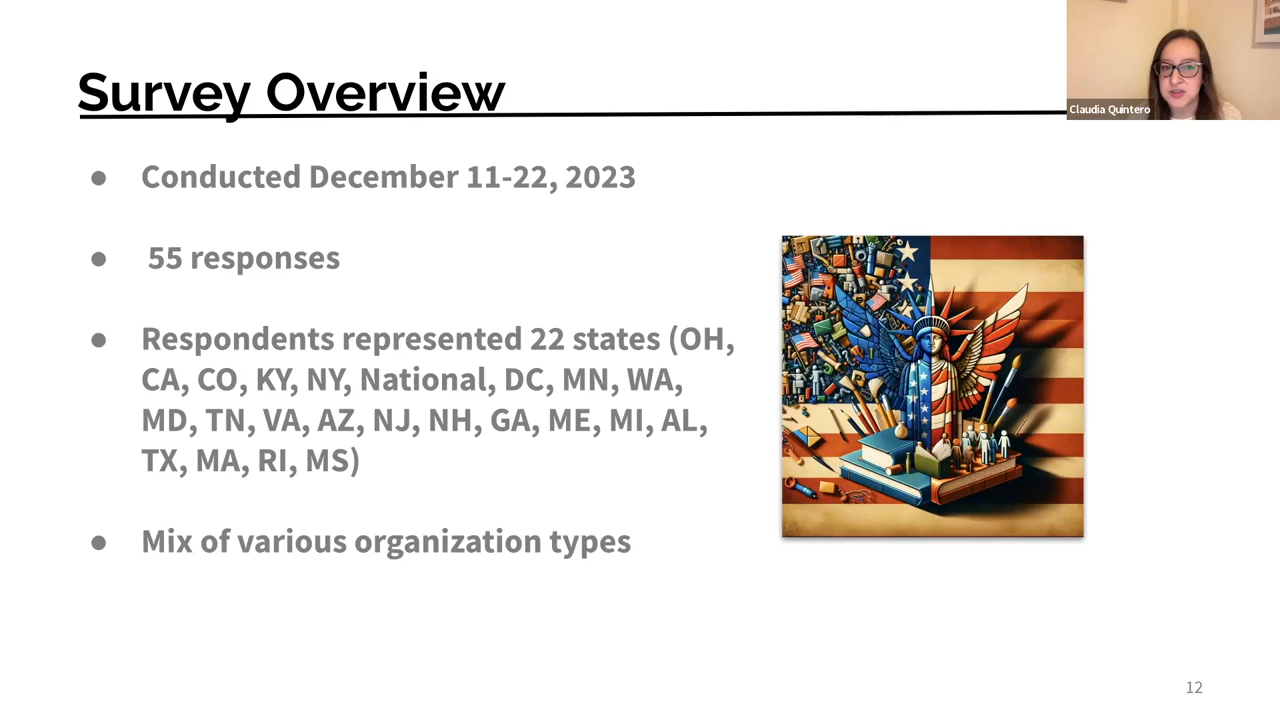 Survey Overview
Claudia Quintero
● Conducted December 11-22, 2023
● 55 responses
● Respondents represented 22 states (OH,
CA, CO, KY, NY, National, DC, MN, WA,
MD, TN, VA, AZ, NJ, NH, GA, ME, MI, AL,
TX, MA, RI, MS)
● Mix of various organization types
12